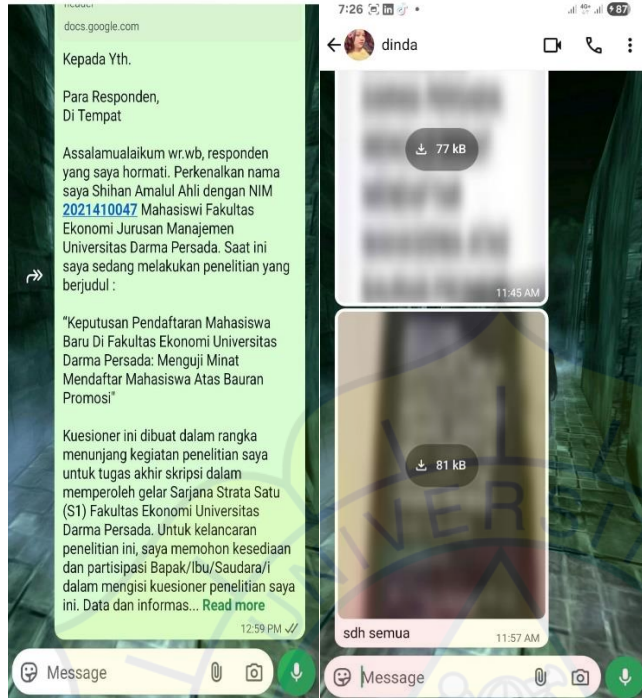 docs.google.com
Kepada Yth.
Para Responden,
Di Tempat
Assalamualaikum wr.wb, responden
yang saya hormati. Perkenalkan nama
saya Shihan Amalul Ahli dengan NIM
2021410047 Mahasiswi Fakultas
Ekonomi Jurusan Manajemen
Universitas Darma Persada. Saat ini
saya sedang melakukan penelitian yang
berjudul :
“Keputusan Pendaftaran Mahasiswa
Baru Di Fakultas Ekonomi Universitas
Darma Persada: Menguji Minat
Mendaftar Mahasiswa Atas Bauran
Promosi"
Kuesioner ini dibuat dalam rangka
menunjang kegiatan penelitian saya
untuk tugas akhir skripsi dalam
memperoleh gelar Sarjana Strata Satu
(S1) Fakultas Ekonomi Universitas
Darma Persada. Untuk kelancaran
penelitian ini, saya memohon kesediaan
dan partisipasi Bapak/Ibu/Saudara/i
dalam mengisi kuesioner penelitian saya
ini. Data dan informas... Read more
12:59 PM
Message
7:26
87
dinda
77 kB
11:45 AM
81 kB
sdh semua
11:57 AM
Message